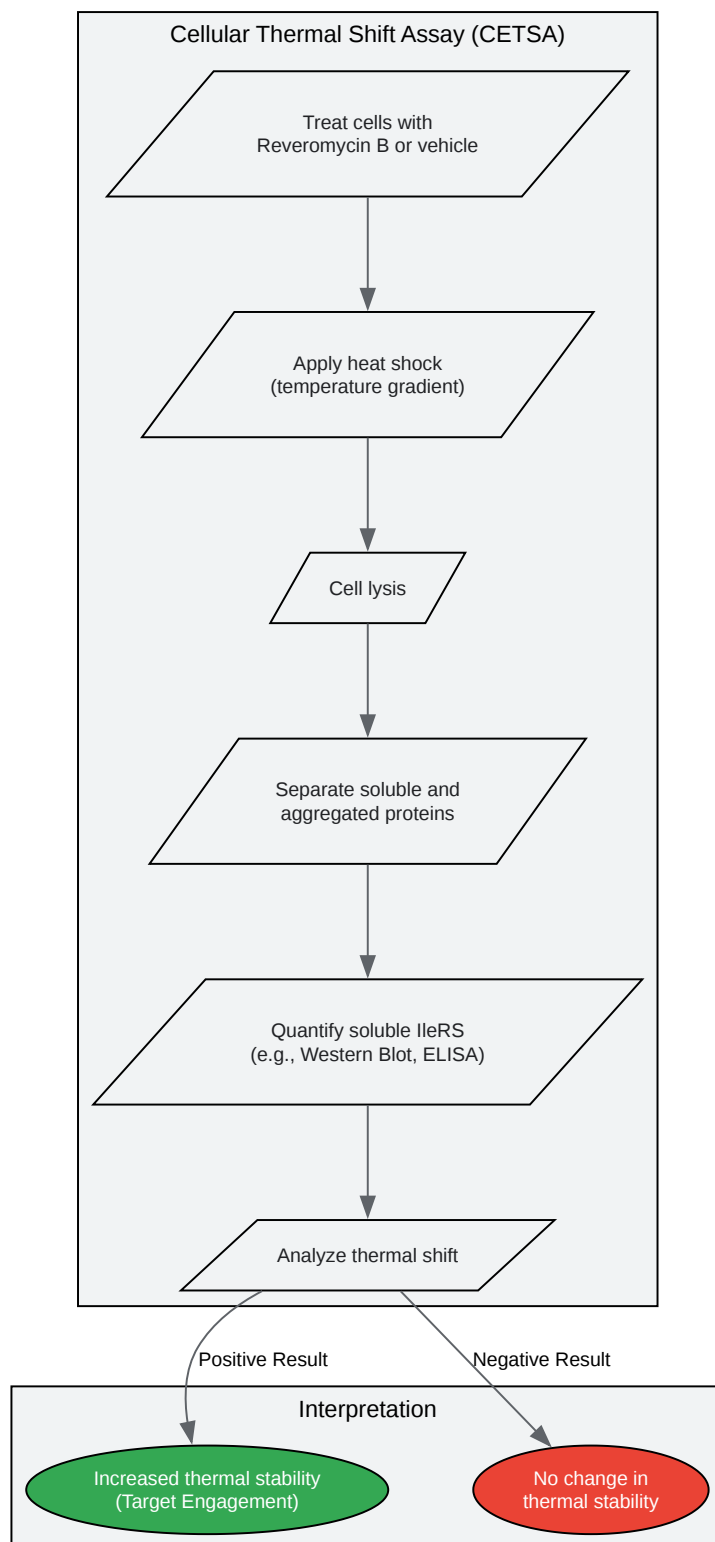 Cellular Thermal Shift Assay (CETSA)
Treat cells with
Reveromycin B or vehicle
Apply heat shock
(temperature gradient)
Cell lysis
Separate soluble and
aggregated proteins
Quantify soluble IleRS
(e.g., Western Blot, ELISA)
Analyze thermal shift
Positive Result
Negative Result
Interpretation
Increased thermal stability
(Target Engagement)
No change in
thermal stability